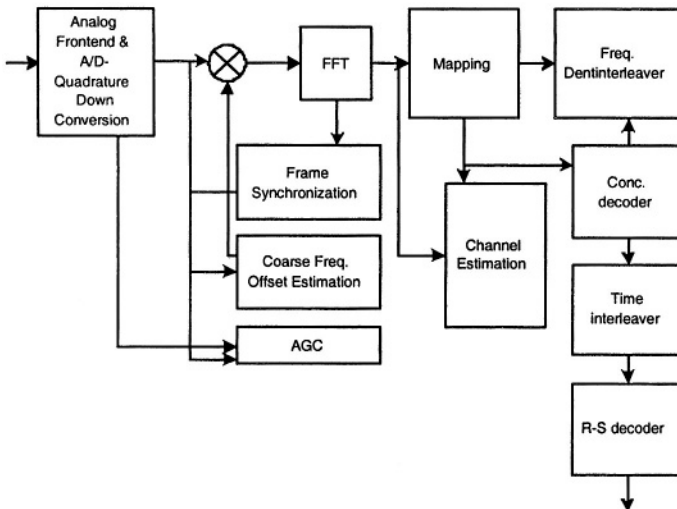 Analog
Frontend &
A/D-
Quadrature
Down
Conversion
FFT
Mapping
Freq.
Dentinterleaver
Frame
Synchronization
Conc.
decoder
Channel
Estimation
Coarse Freq.
Offset Estimation
Time
interleaver
AGC
R-S decoder